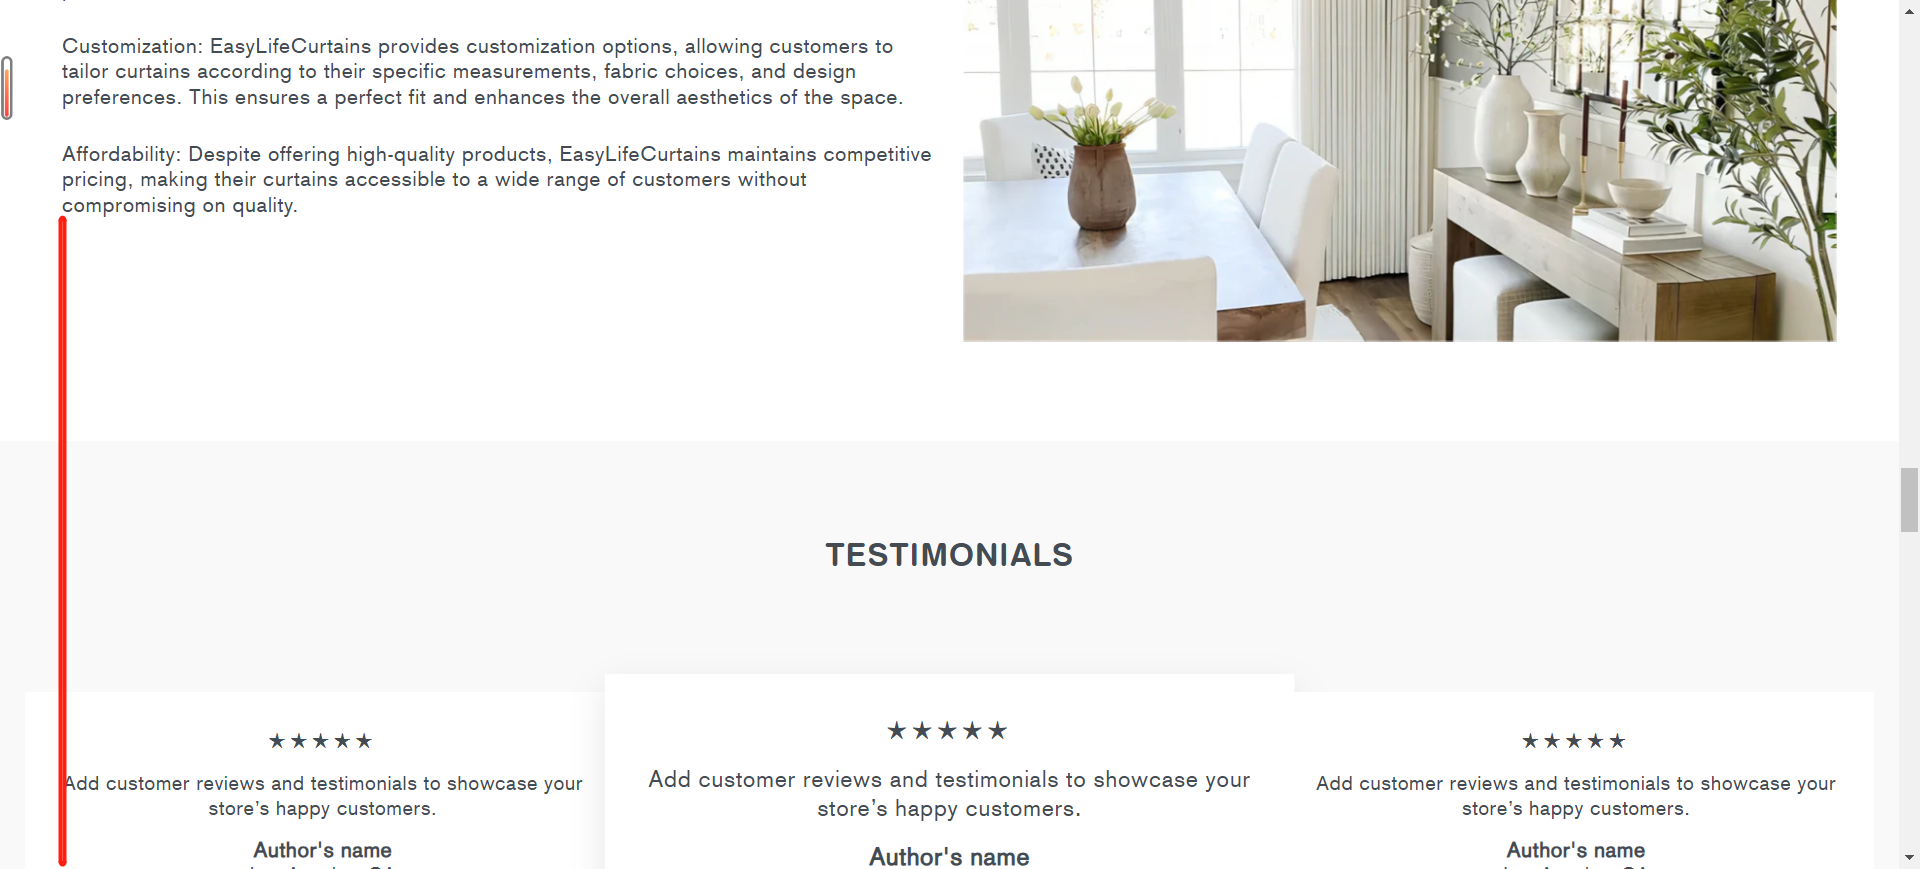 Customization: EasyLifeCurtains provides customization options, allowing customers to
tailor curtains according to their specific measurements, fabric choices, and design
preferences. This ensures a perfect fit and enhances the overall aesthetics of the space.
Affordability: Despite offering high-quality products, EasyLifeCurtains maintains competitive
pricing, making their curtains accessible to a wide range of customers without
compromising on quality.
TESTIMONIALS
★★★★★
Add customer reviews and testimonials to showcase your
store's happy customers.
Author's name
★★★★★
Add customer reviews and testimonials to showcase your
store's happy customers.
Author's name
★★★★★
Add customer reviews and testimonials to showcase your
store's happy customers.
Author's name